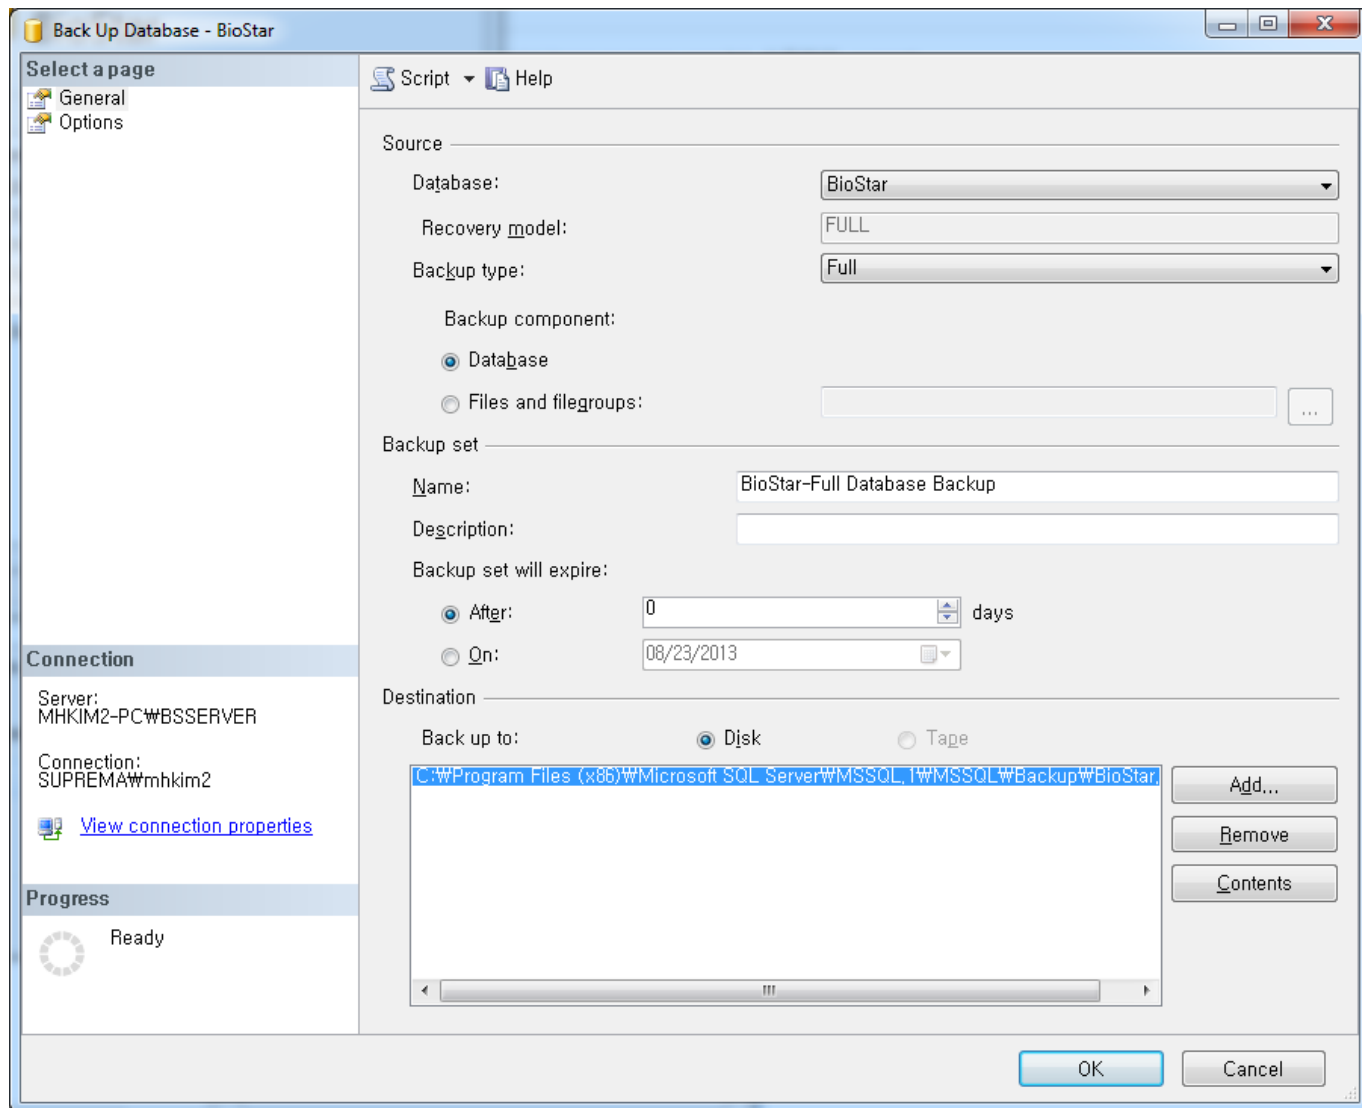 Back Up Database - BioStar
Select a page
General
Options
Script
Help
Source
Database:
BioStar
Recovery model:
FULL
Backup type:
Full
Backup component:
Database
Files and filegroups:
...
Backup set
Name:
BioStar-Full Database Backup
Description:
Backup set will expire:
After:
0
days
On:
08/23/2013
Destination
Back up to:
Disk
Tape
C:₩Program Files (x86)₩Microsoft SQL Server₩MSSQL.1₩MSSQL₩Backup₩BioStar.
Add...
Remove
Contents
Connection
Server:
MHKIM2-PC₩BSSERVER
Connection:
SUPREMA₩mhkim2
View connection properties
Progress
Ready
OK
Cancel